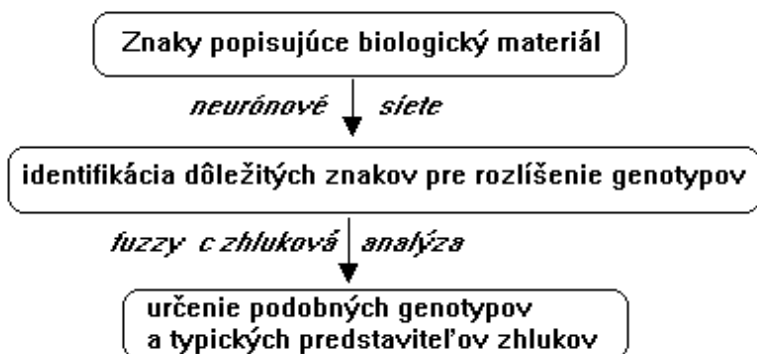 Znaky popisujúce biologický materiál
neurónové siete
identifikácia dôležitých znakov pre rozlíšenie genotypov
fuzzy c zhluková analýza
určenie podobných genotypov
a typických predstaviteľov zhlukov